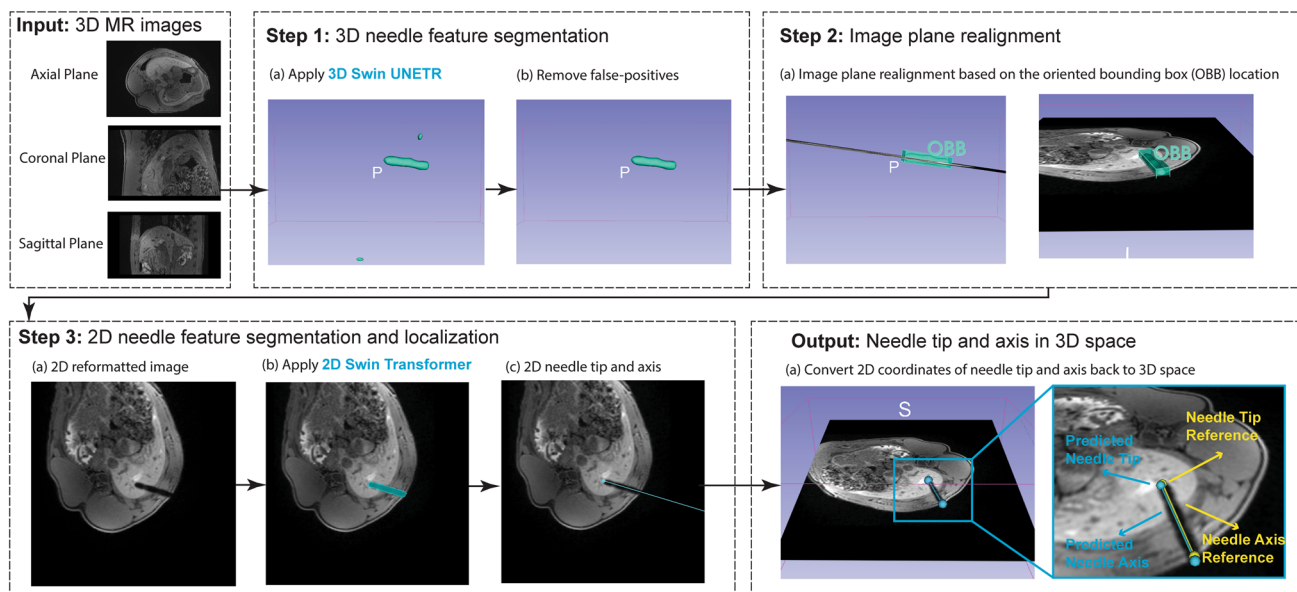 Input: 3D MR images
Axial Plane
Coronal Plane
Sagittal Plane
Step 1: 3D needle feature segmentation
(a) Apply 3D Swin UNETR
(b) Remove false-positives
P
P
Step 2: Image plane realignment
(a) Image plane realignment based on the oriented bounding box (OBB) location
OBB
P
OBB
Step 3: 2D needle feature segmentation and localization
(a) 2D reformatted image
(b) Apply 2D Swin Transformer
(c) 2D needle tip and axis
Output: Needle tip and axis in 3D space
(a) Convert 2D coordinates of needle tip and axis back to 3D space
S
Needle Tip
Reference
Predicted
Needle Tip
Predicted
Needle Axis
Needle Axis
Reference